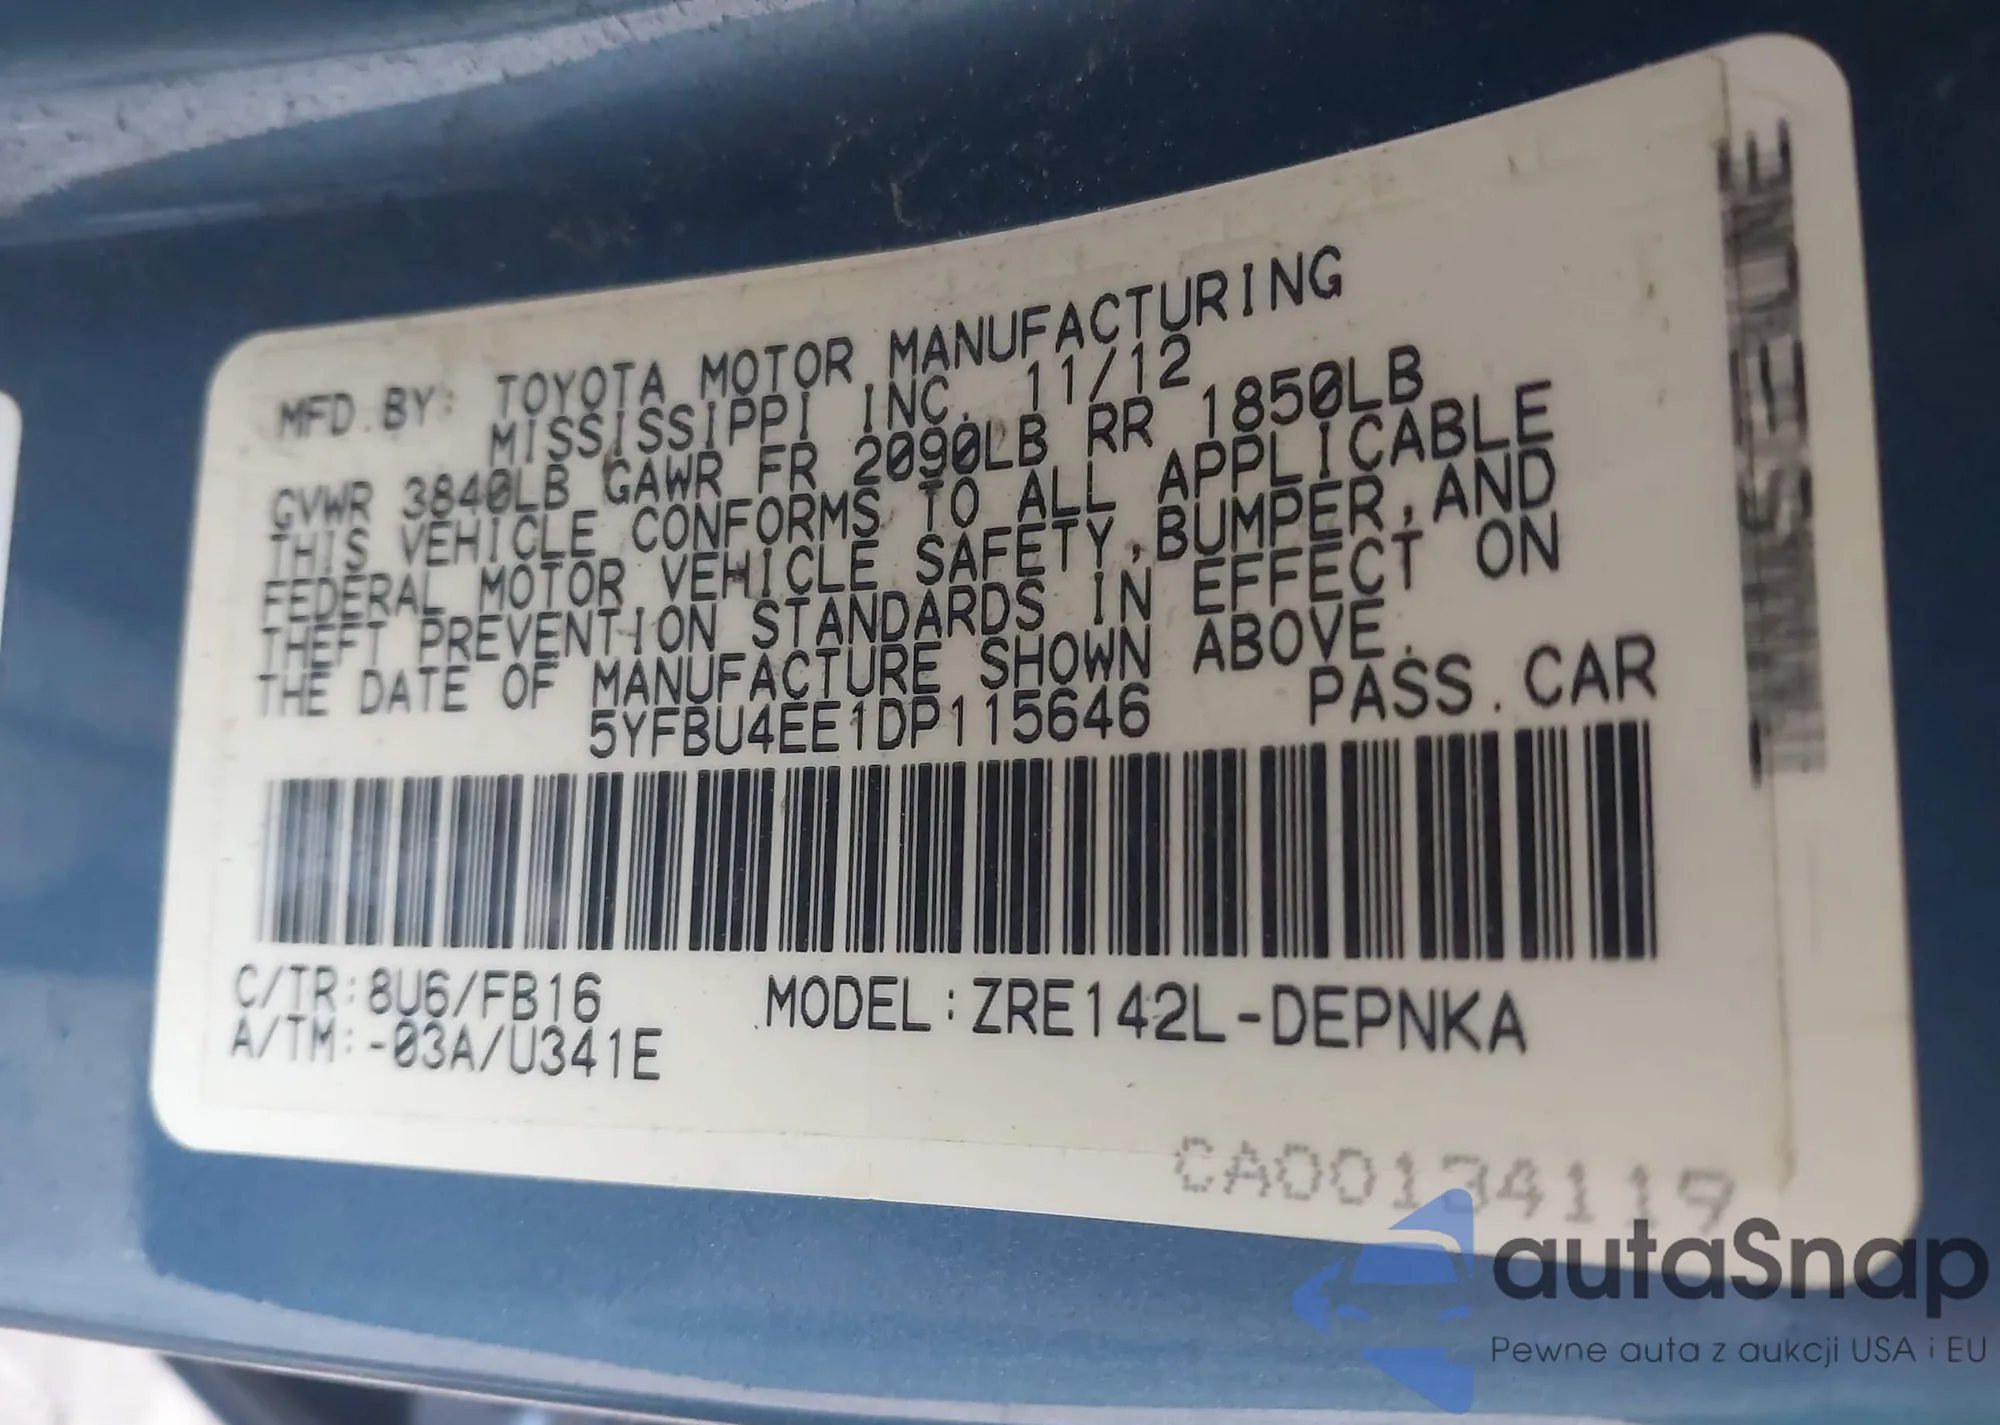 MFD.BY: TOYOTA MOTOR MANUFACTURING
MISSISSIPPI INC. 11/12
GVWR 3840LB GAWR FR 2090LB RR 1850LB
THIS VEHICLE CONFORMS TO ALL APPLICABLE
FEDERAL MOTOR VEHICLE SAFETY,BUMPER,AND
THEFT PREVENTION STANDARDS IN EFFECT ON
THE DATE OF MANUFACTURE SHOWN ABOVE.
5YFBU4EE1DP115646 PASS.CAR
C/TR:8U6/FB16 MODEL:ZRE142L-DEPNKA
A/TM:-03A/U341E
CA00134119
autaSnap
Pewne auta z aukcji USA i EU